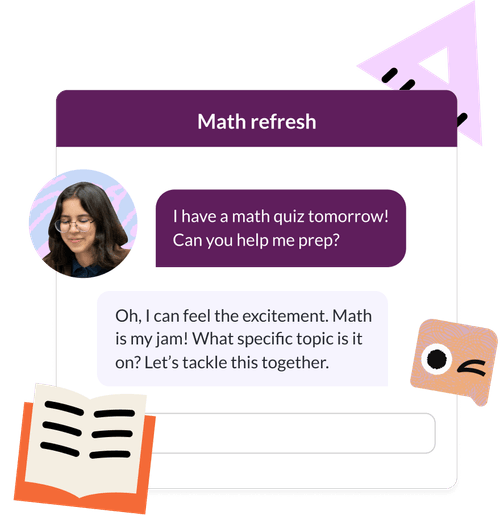 Math refresh
I have a math quiz tomorrow!
Can you help me prep?
Oh, I can feel the excitement. Math
is my jam! What specific topic is it
on? Let’s tackle this together.